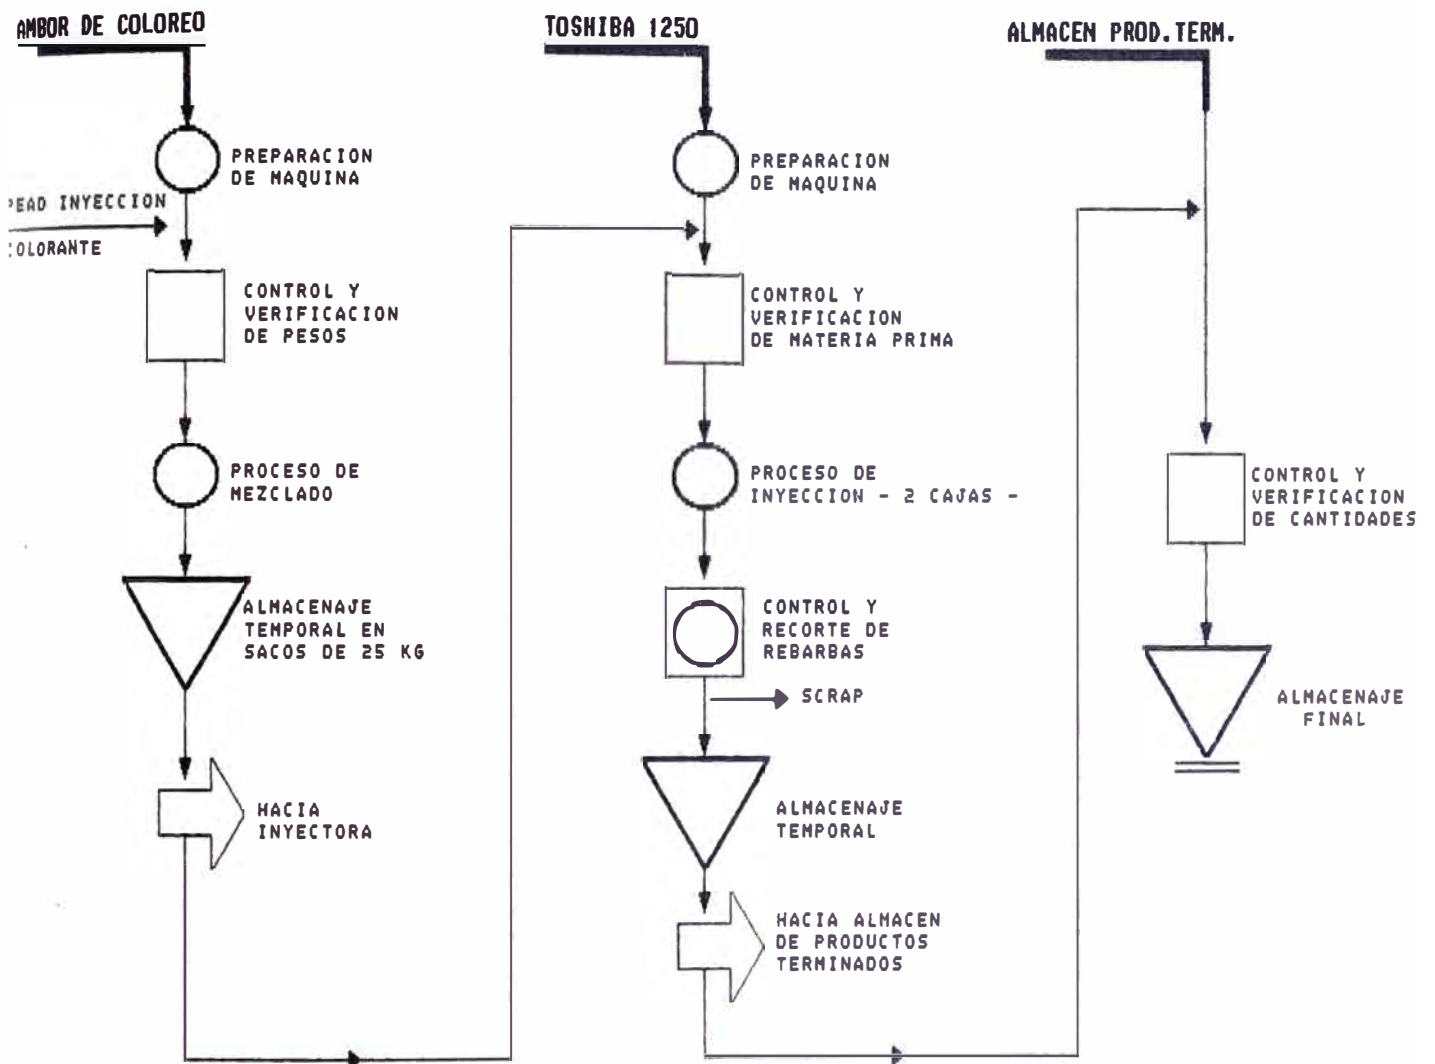 AMBOR DE COLOREO
PREPARACION
DE MAQUINA
PEAD INYECCION
COLORANTE
CONTROL Y
VERIFICACION
DE PESOS
PROCESO DE
MEZCLADO
ALMACENAJE
TEMPORAL EN
SACOS DE 25 KG
HACIA
INYECTORA
TOSHIBA 1250
PREPARACION
DE MAQUINA
CONTROL Y
VERIFICACION
DE MATERIA PRIMA
PROCESO DE
INYECCION - 2 CAJAS -
CONTROL Y
RECORTE DE
REBARBAS
SCRAP
ALMACENAJE
TEMPORAL
HACIA ALMACEN
DE PRODUCTOS
TERMINADOS
ALMACEN PROD.TERM.
CONTROL Y
VERIFICACION
DE CANTIDADES
ALMACENAJE
FINAL